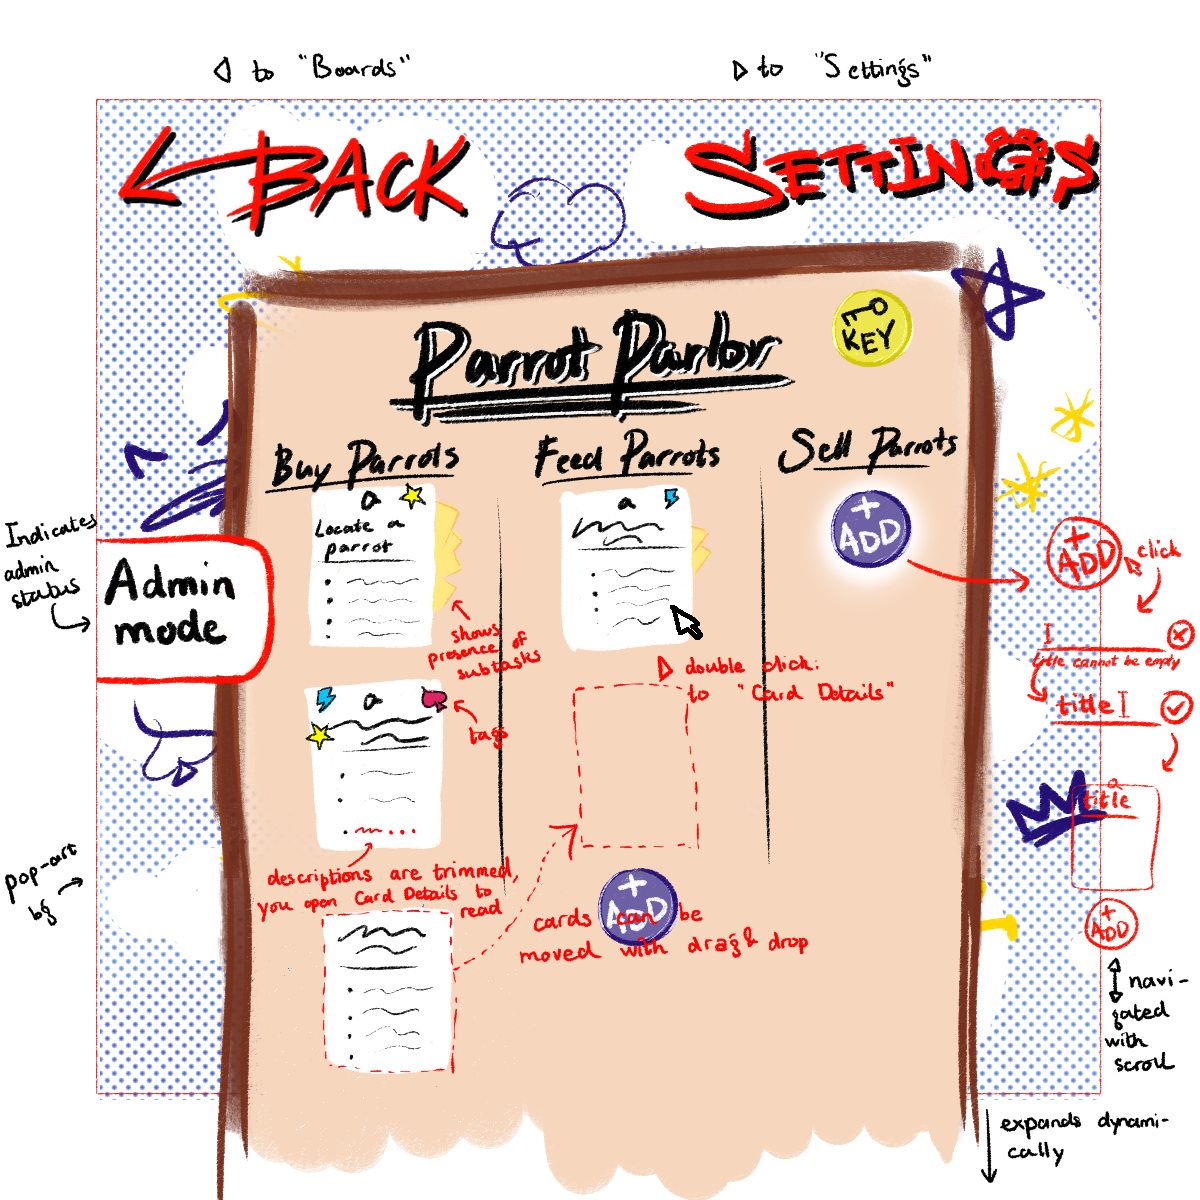 to "Boards"
to "Settings"
BACK
SETTINGS
Parrot Parlor
KEY
Buy Parrots
Feed Parrots
Sell Parrots
Locate a
parrot
+
ADD
Indicates
admin
status
Admin
mode
shows
presence of
subtasks
tags
double click:
to "Card Details"
descriptions are trimmed,
you open Card Details to
read
+
ADD
cards can be
moved with drag & drop
+
ADD
click
title cannot be empty
title
title
+
ADD
navi-
gated
with
scroll
pop-art
bg
expands dynami-
cally